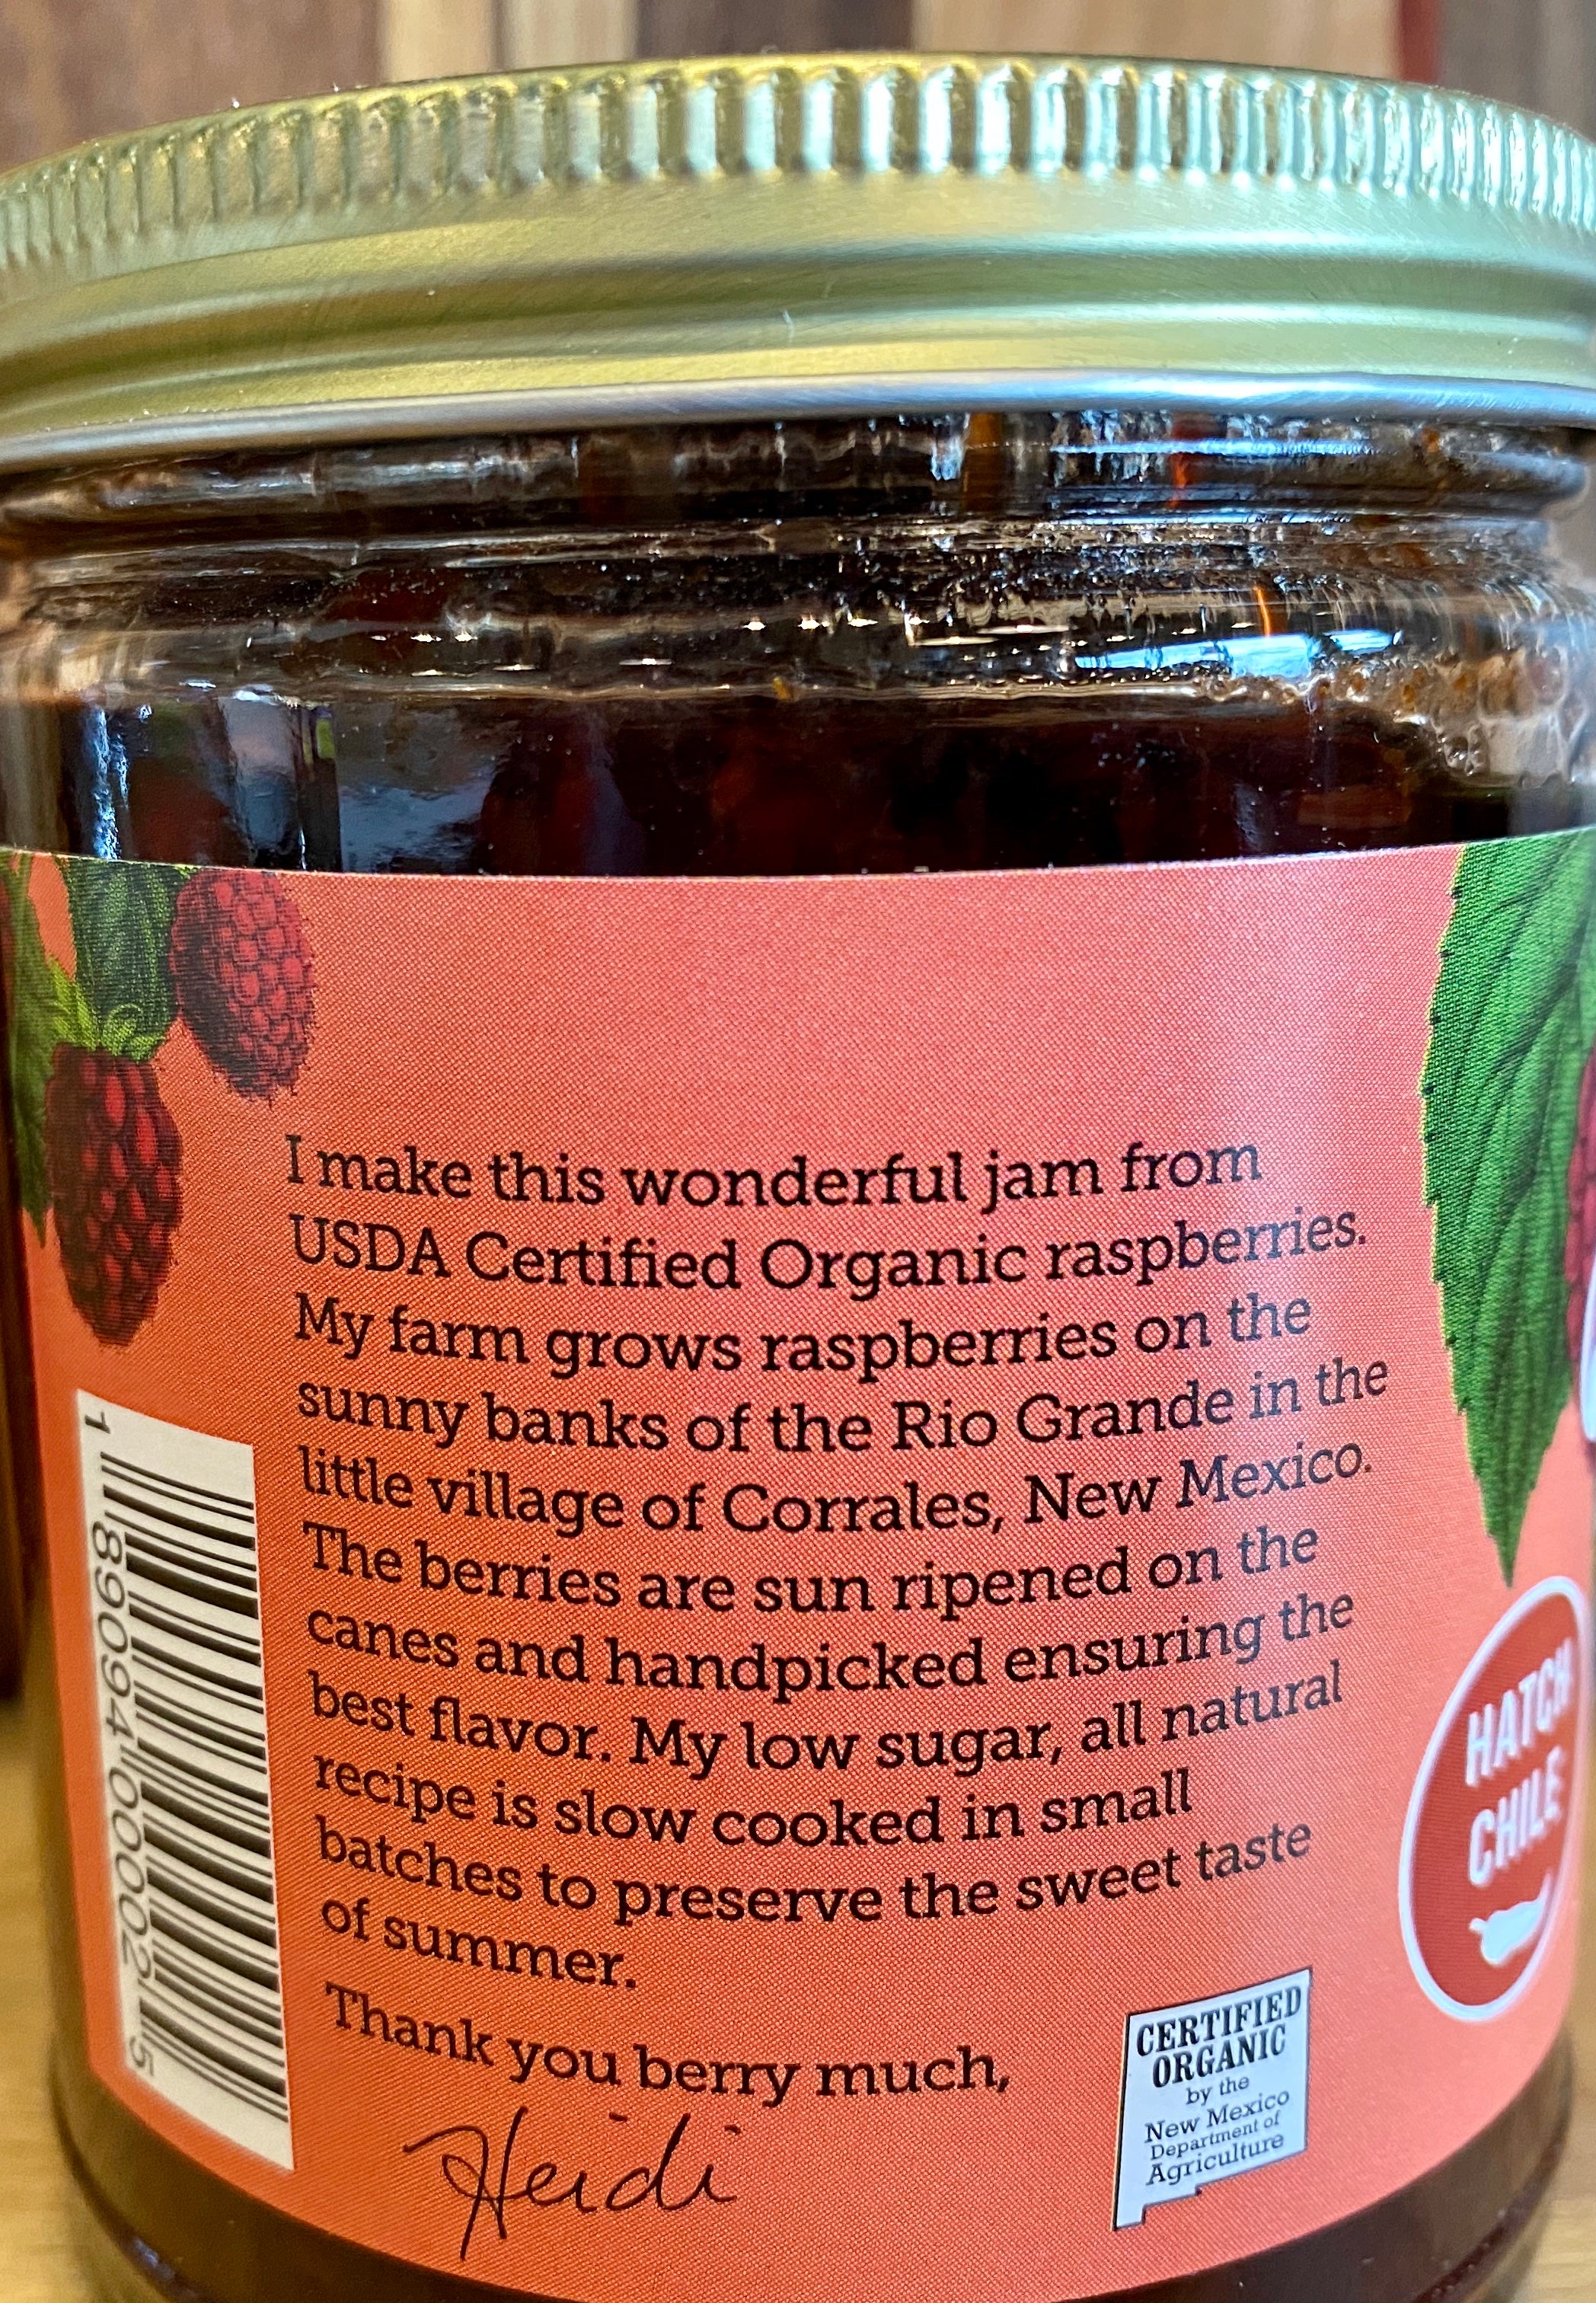 I make this wonderful jam from
USDA Certified Organic raspberries.
My farm grows raspberries on the
sunny banks of the Rio Grande in the
little village of Corrales, New Mexico.
The berries are sun ripened on the
canes and handpicked ensuring the
best flavor. My low sugar, all natural
recipe is slow cooked in small
batches to preserve the sweet taste
of summer.
Thank you berry much,
Heidi
1 89094 00002 5
CERTIFIED
ORGANIC
by the
New Mexico
Department of
Agriculture
HATCH
CHILE